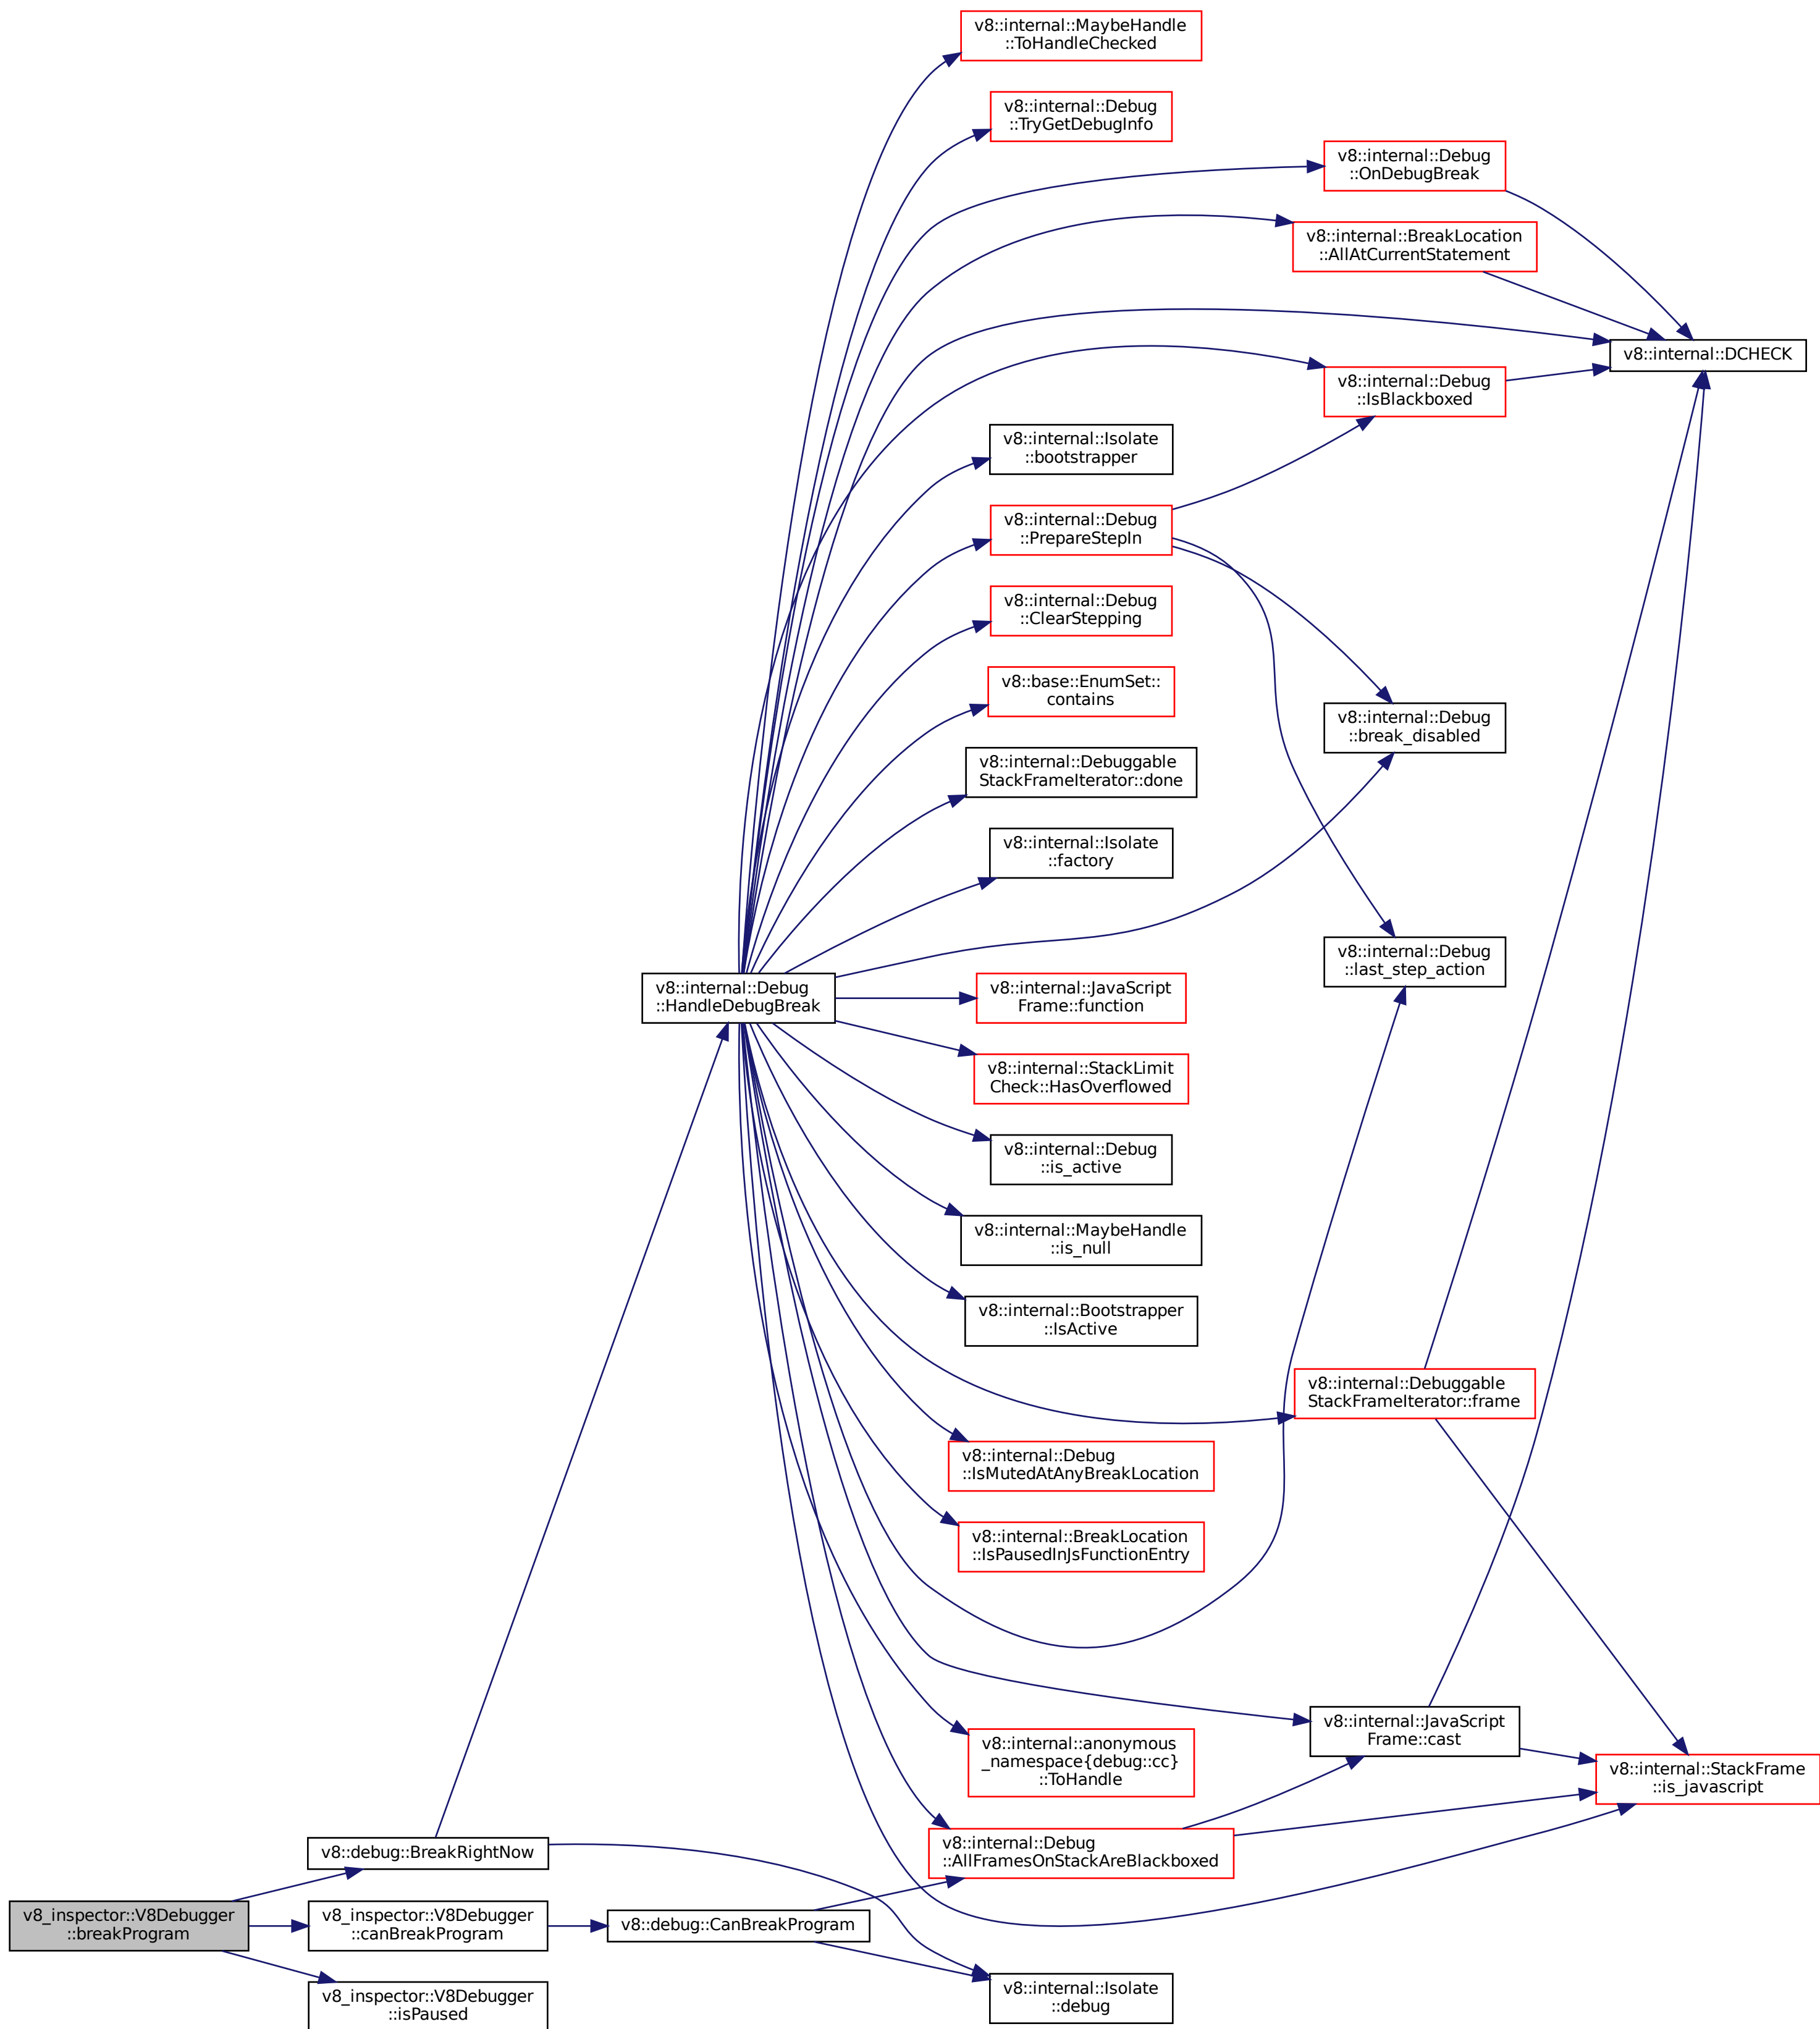 v8::internal::MaybeHandle
::ToHandleChecked
v8::internal::Debug
::TryGetDebugInfo
v8::internal::Debug
::OnDebugBreak
v8::internal::BreakLocation
::AllAtCurrentStatement
v8::internal::DCHECK
v8::internal::Debug
::IsBlackboxed
v8::internal::Isolate
::bootstrapper
v8::internal::Debug
::PrepareStepIn
v8::internal::Debug
::ClearStepping
v8::base::EnumSet::
contains
v8::internal::Debug
::break_disabled
v8::internal::Debuggable
StackFrameIterator::done
v8::internal::Isolate
::factory
v8::internal::Debug
::last_step_action
v8::internal::Debug
::HandleDebugBreak
v8::internal::JavaScript
Frame::function
v8::internal::StackLimit
Check::HasOverflowed
v8::internal::Debug
::is_active
v8::internal::MaybeHandle
::is_null
v8::internal::Bootstrapper
::IsActive
v8::internal::Debuggable
StackFrameIterator::frame
v8::internal::Debug
::IsMutedAtAnyBreakLocation
v8::internal::BreakLocation
::IsPausedInJsFunctionEntry
v8::internal::JavaScript
Frame::cast
v8::internal::anonymous
_namespace{debug::cc}
::ToHandle
v8::internal::StackFrame
::is_javascript
v8::debug::BreakRightNow
v8::internal::Debug
::AllFramesOnStackAreBlackboxed
v8_inspector::V8Debugger
::breakProgram
v8_inspector::V8Debugger
::canBreakProgram
v8::debug::CanBreakProgram
v8_inspector::V8Debugger
::isPaused
v8::internal::Isolate
::debug